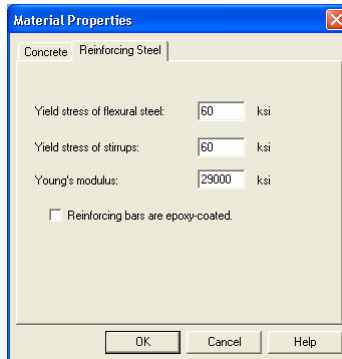 Material Properties
Concrete Reinforcing Steel
Yield stress of flexural steel: 60 ksi
Yield stress of stirrups: 60 ksi
Young's modulus: 29000 ksi
Reinforcing bars are epoxy-coated.
OK Cancel Help